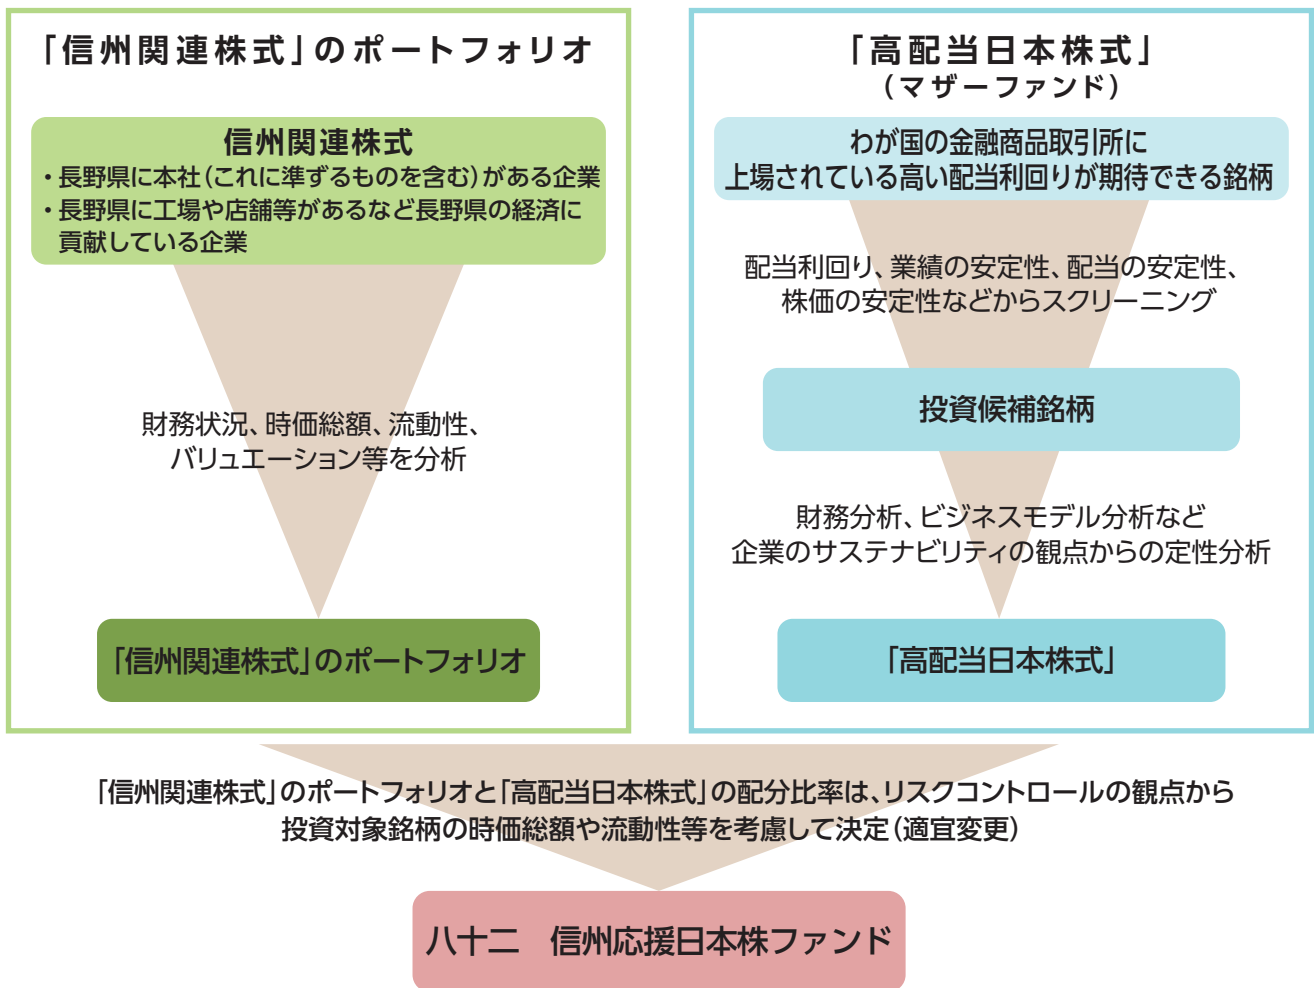 「信州関連株式」のポートフォリオ
信州関連株式
・長野県に本社(これに準ずるものを含む)がある企業
・長野県に工場や店舗等があるなど長野県の経済に
貢献している企業
財務状況、時価総額、流動性、
バリュエーション等を分析
「信州関連株式」のポートフォリオ
「高配当日本株式」
(マザーファンド)
わが国の金融商品取引所に
上場されている高い配当利回りが期待できる銘柄
配当利回り、業績の安定性、配当の安定性、
株価の安定性などからスクリーニング
投資候補銘柄
財務分析、ビジネスモデル分析など
企業のサステナビリティの観点からの定性分析
「高配当日本株式」
「信州関連株式」のポートフォリオと「高配当日本株式」の配分比率は、リスクコントロールの観点から
投資対象銘柄の時価総額や流動性等を考慮して決定(適宜変更)
八十二　信州応援日本株ファンド